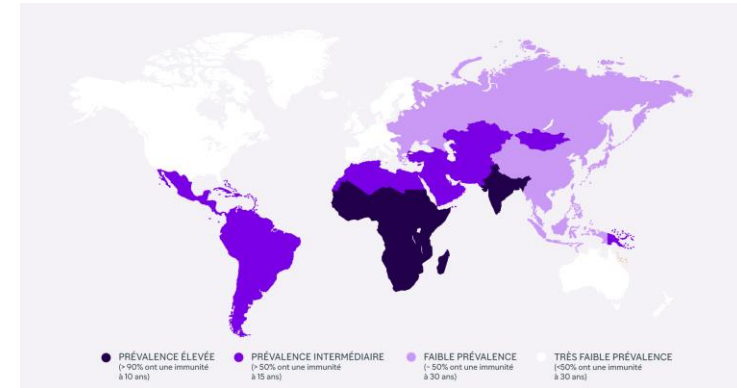 PRÉVALENCE ÉLEVÉE
(> 90% ont une immunité
à 10 ans)
PRÉVALENCE INTERMÉDIAIRE
(> 50% ont une immunité
à 15 ans)
FAIBLE PRÉVALENCE
(~ 50% ont une immunité
à 30 ans)
TRÈS FAIBLE PRÉVALENCE
(<50% ont une immunité
à 30 ans)